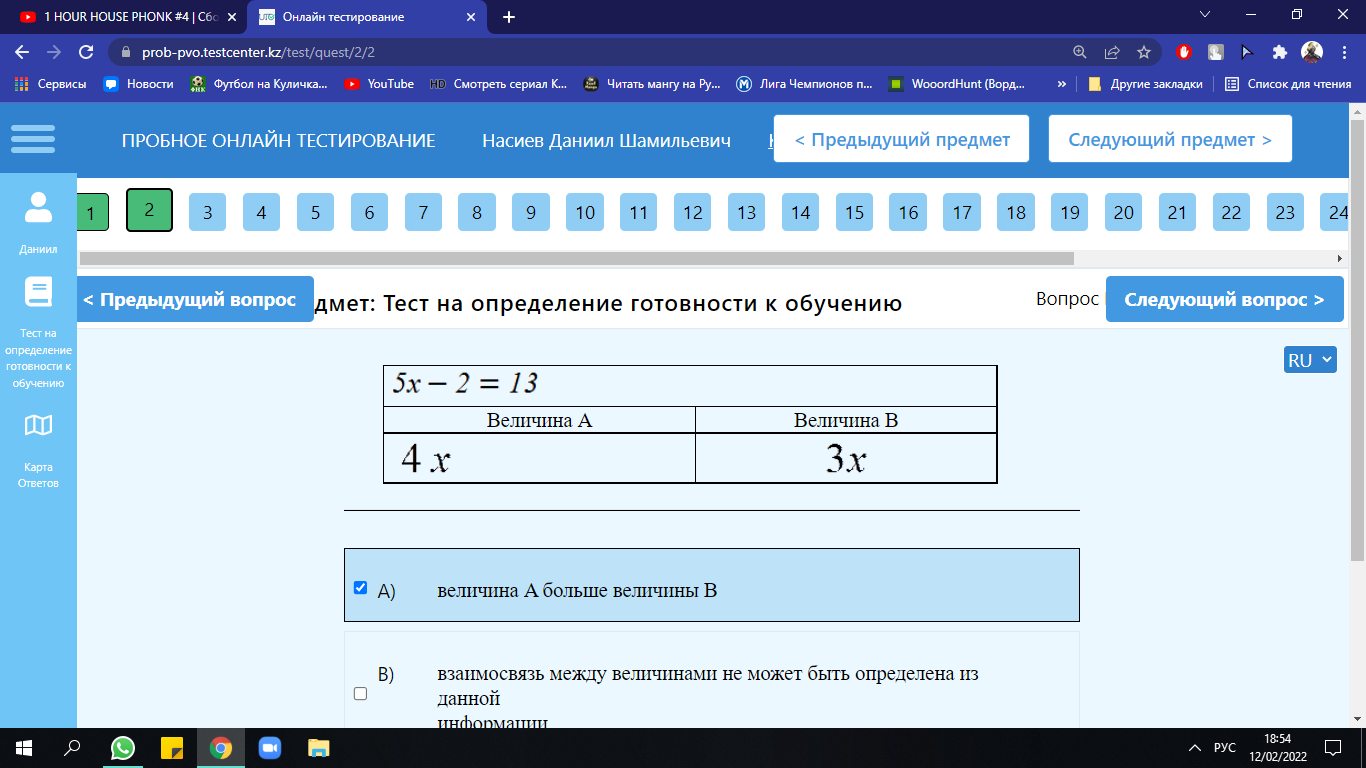 1 HOUR HOUSE PHONK #4 | Сбо
Онлайн тестирование
prob-pvo.testcenter.kz/test/quest/2/2
Сервисы
Новости
Футбол на Куличка...
YouTube
HD Смотреть сериал K...
Читать мангу на Ру...
Лига Чемпионов п...
WooordHunt (Ворд...
»
Другие закладки
Список для чтения
ПРОБНОЕ ОНЛАЙН ТЕСТИРОВАНИЕ
Насиев Даниил Шамильевич
< Предыдущий предмет
Следующий предмет >
1 2 3 4 5 6 7 8 9 10 11 12 13 14 15 16 17 18 19 20 21 22 23 24
Даниил
Тест на
определение
готовности к
обучению
Карта
Ответов
< Предыдущий вопрос
дмет: Тест на определение готовности к обучению
Вопрос
Следующий вопрос >
RU
5x − 2 = 13
Величина A
Величина B
4 x
3x
A) величина A больше величины B
B) взаимосвязь между величинами не может быть определена из
данной
информации
РУС
18:54
12/02/2022